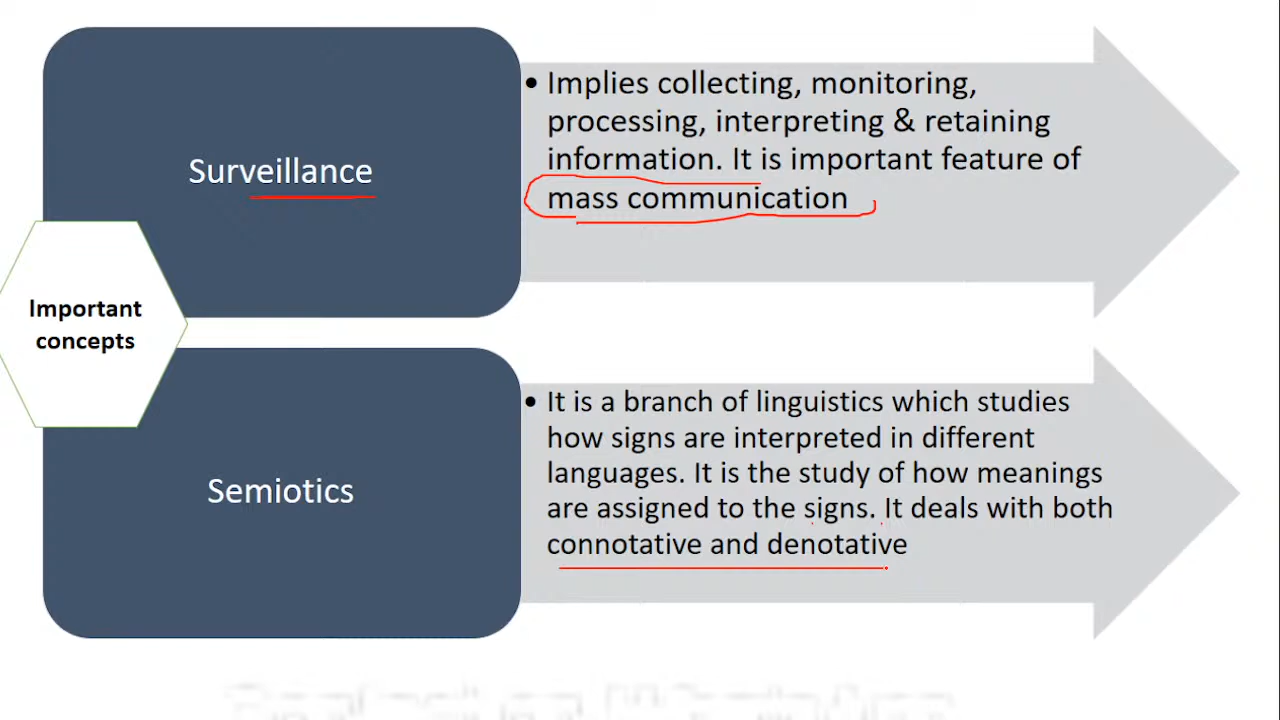 Surveillance
• Implies collecting, monitoring,
processing, interpreting & retaining
information. It is important feature of
mass communication
Important
concepts
Semiotics
• It is a branch of linguistics which studies
how signs are interpreted in different
languages. It is the study of how meanings
are assigned to the signs. It deals with both
connotative and denotative